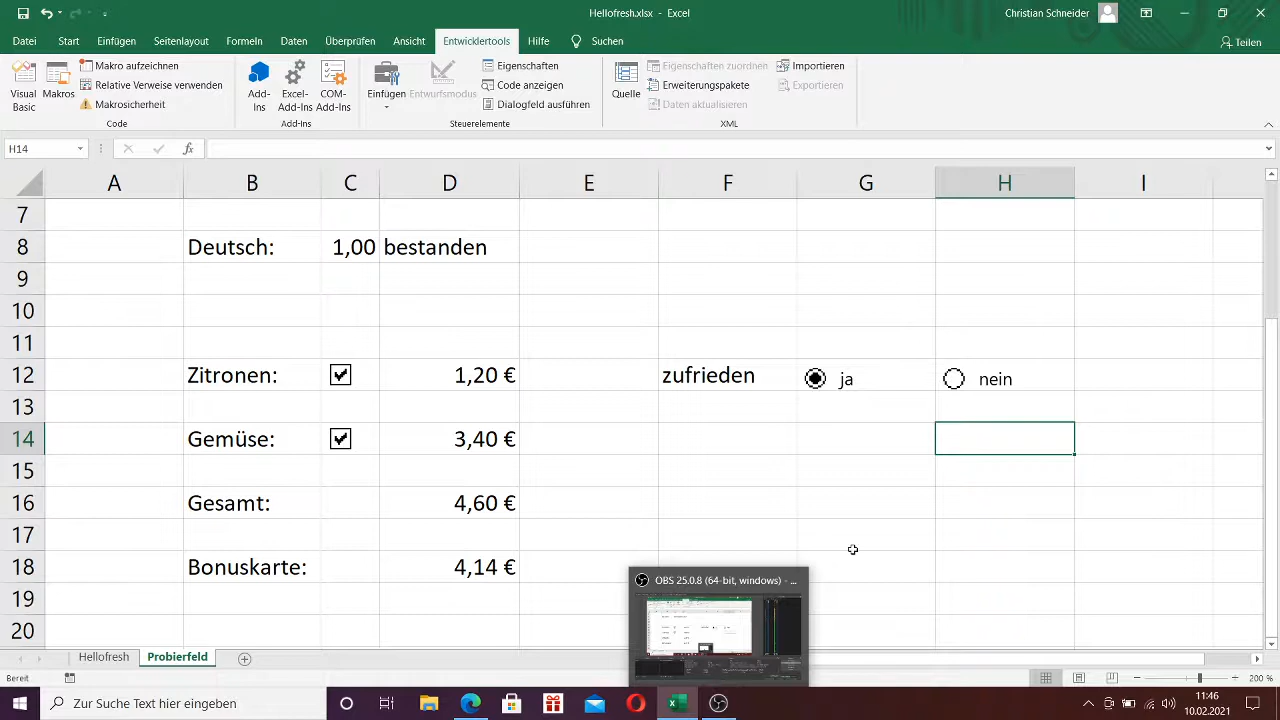 Hellofresh.xlsx - Excel
Christian Schneider
Datei Start Einfügen Seitenlayout Formeln Daten Überprüfen Ansicht Entwicklertools Hilfe Suchen Teilen
Visual Basic
Makros
Makro aufzeichnen
Relative Verweise verwenden
Makrosicherheit
Code
Add-Ins
Excel-Add-Ins
COM-Add-Ins
Add-Ins
Einfügen
Entwurfsmodus
Eigenschaften
Code anzeigen
Dialogfeld ausführen
Steuerelemente
Quelle
Eigenschaften zuordnen
Erweiterungspakete
Daten aktualisieren
Importieren
Exportieren
XML
H14 fx
A B C D E F G H I
7
8 Deutsch: 1,00 bestanden
9
10
11
12 Zitronen: 1,20 € zufrieden ja nein
13
14 Gemüse: 3,40 €
15
16 Gesamt: 4,60 €
17
18 Bonuskarte: 4,14 €
19
20
OBS 25.0.8 (64-bit, windows) - ...
Probierfeld
200 %
Zur Suche Text hier eingeben
11:46
10.02.2021